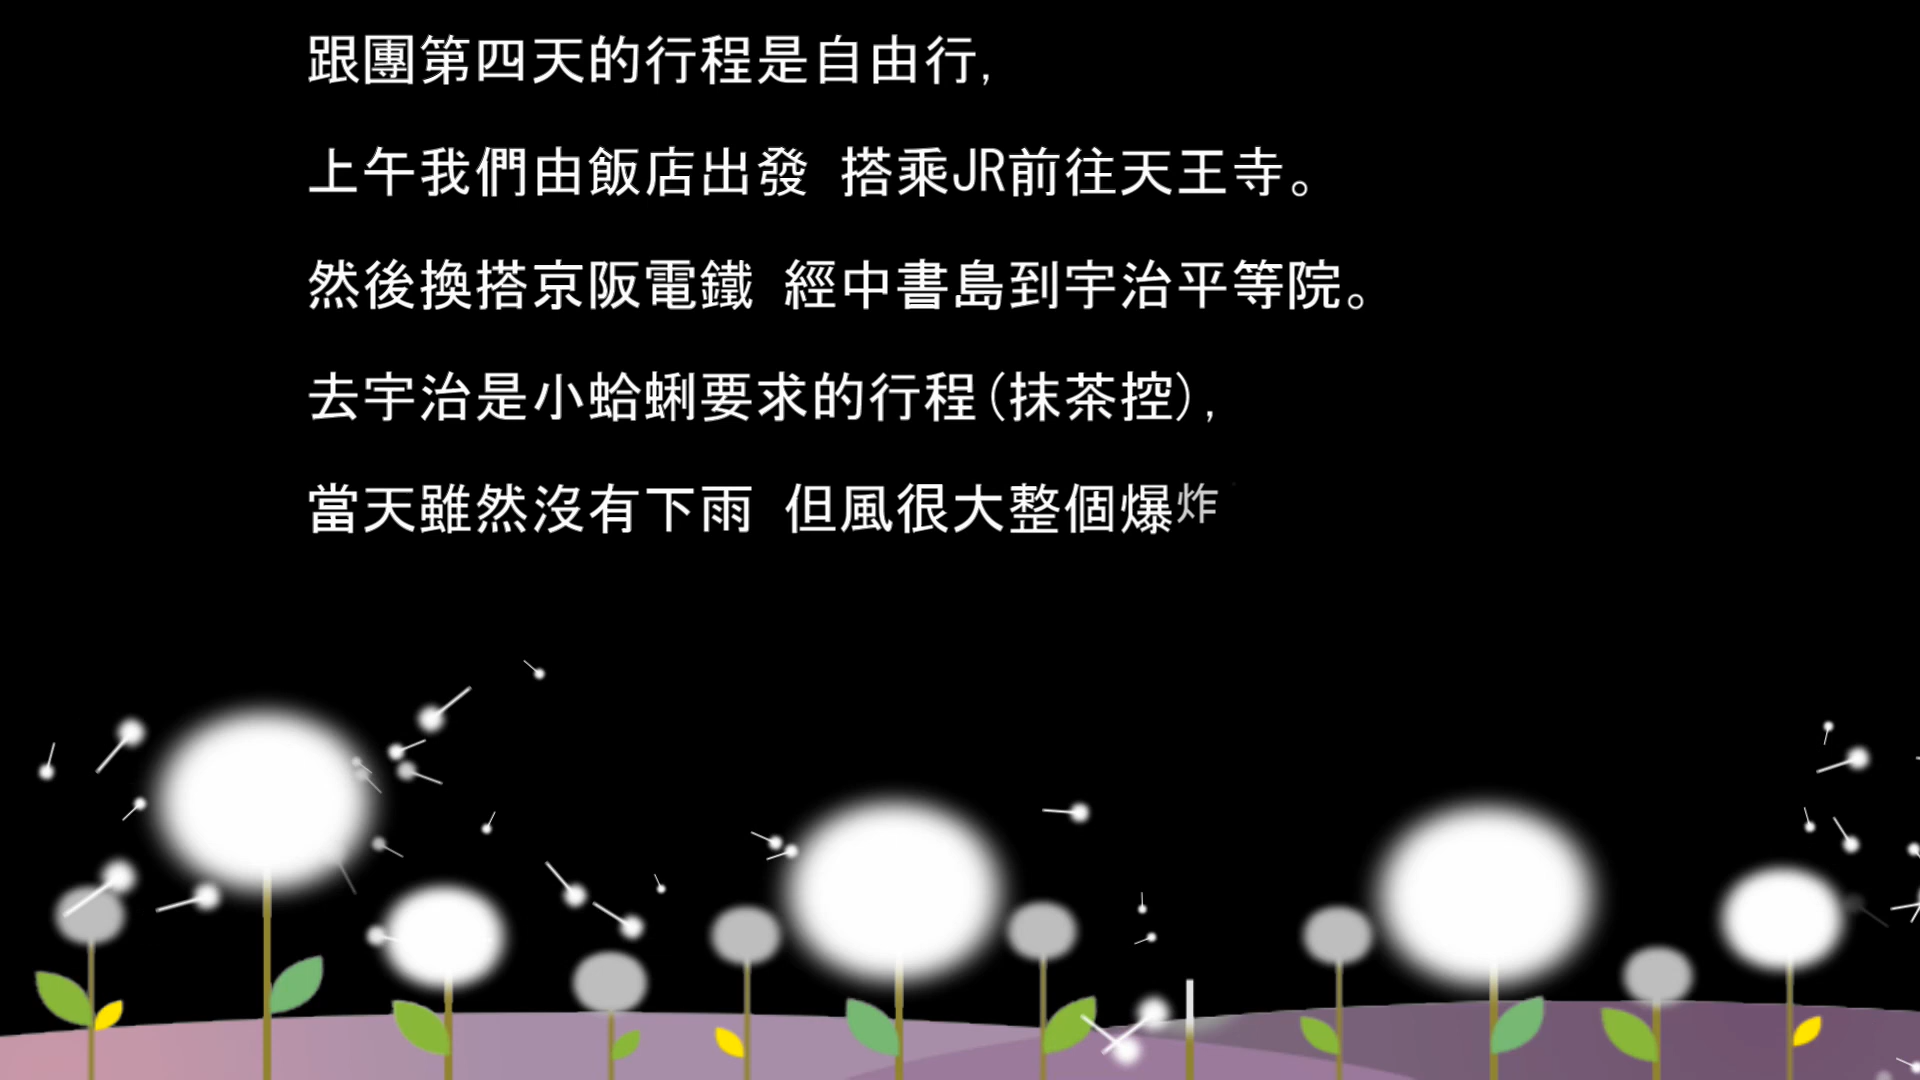 跟團第四天的行程是自由行,
上午我們由飯店出發 搭乘JR前往天王寺。
然後換搭京阪電鐵 經中書島到宇治平等院。
去宇治是小蛤蜊要求的行程(抹茶控),
當天雖然沒有下雨 但風很大整個爆炸